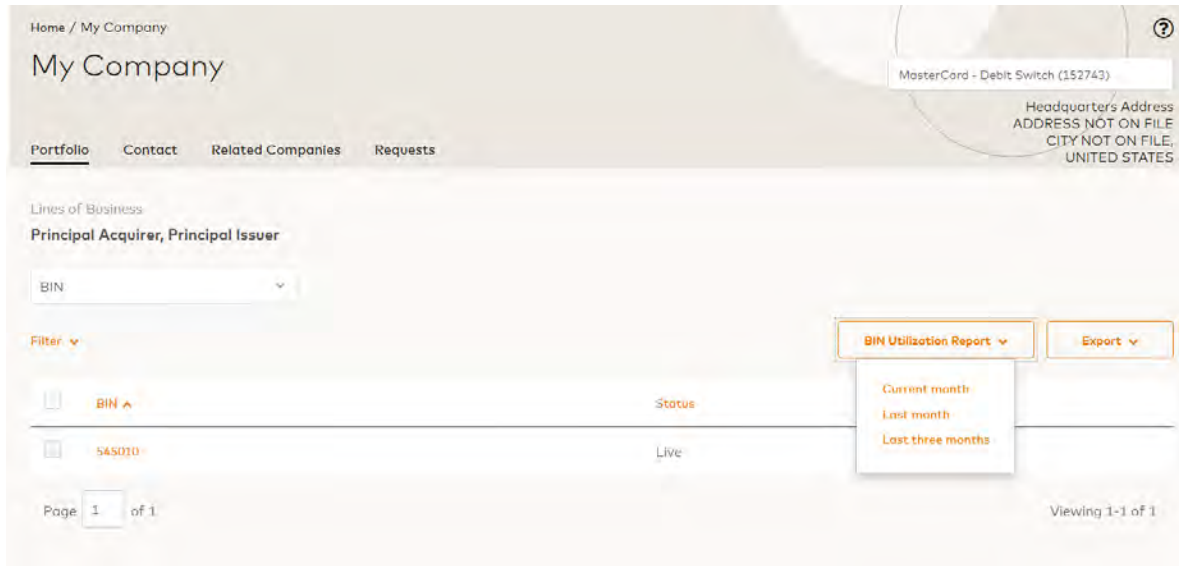 Home / My Company
?
My Company
MasterCard - Debit Switch (152743)
Headquarters Address
ADDRESS NOT ON FILE
CITY NOT ON FILE,
UNITED STATES
Portfolio Contact Related Companies Requests
Lines of Business
Principal Acquirer, Principal Issuer
BIN
Filter
BIN Utilization Report
Export
Current month
Last month
Last three months
BIN Status
545010 Live
Page 1 of 1
Viewing 1-1 of 1